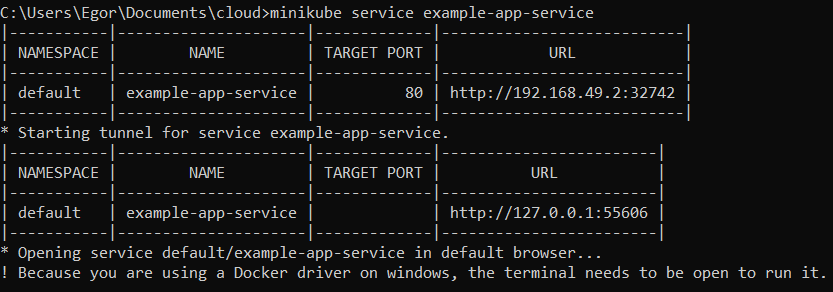 C:\Users\Egor\Documents\cloud>minikube service example-app-service
|-----------|---------------------|-------------|---------------------------|
| NAMESPACE |        NAME         | TARGET PORT |            URL            |
|-----------|---------------------|-------------|---------------------------|
| default   | example-app-service |          80 | http://192.168.49.2:32742 |
|-----------|---------------------|-------------|---------------------------|
* Starting tunnel for service example-app-service.
|-----------|---------------------|-------------|------------------------|
| NAMESPACE |        NAME         | TARGET PORT |          URL           |
|-----------|---------------------|-------------|------------------------|
| default   | example-app-service |             | http://127.0.0.1:55606 |
|-----------|---------------------|-------------|------------------------|
* Opening service default/example-app-service in default browser...
! Because you are using a Docker driver on windows, the terminal needs to be open to run it.